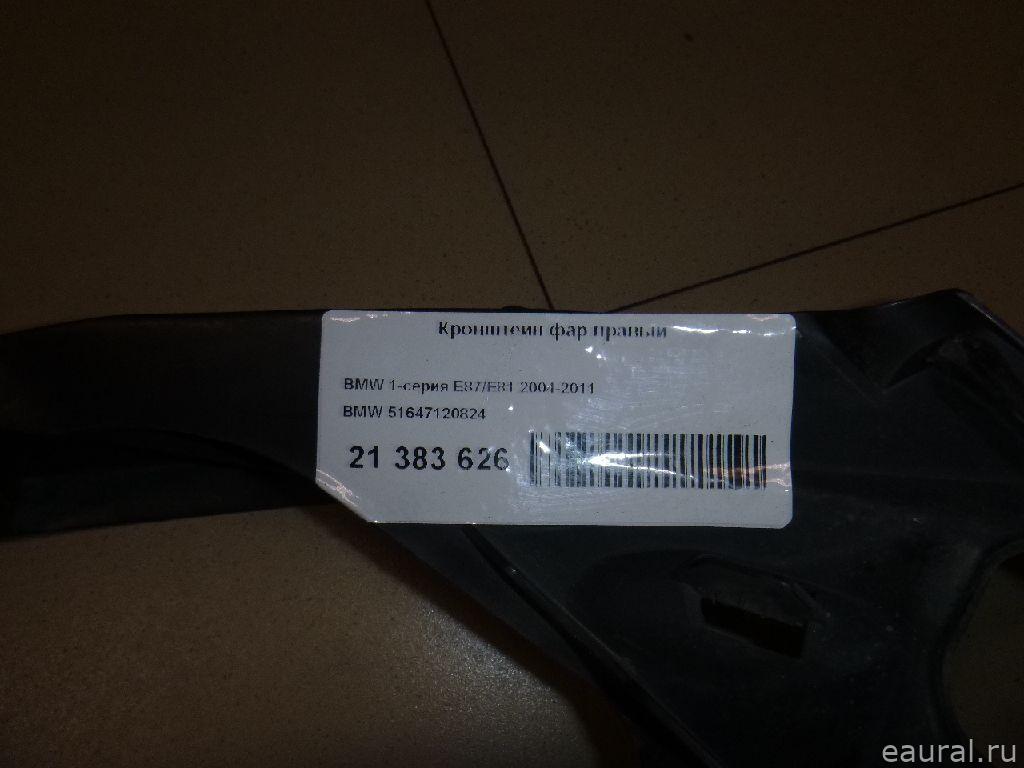 Кронштейн фар правый
BMW 1-серия E87/E81 2004-2011
BMW 51647120824
21 383 626
eaural.ru